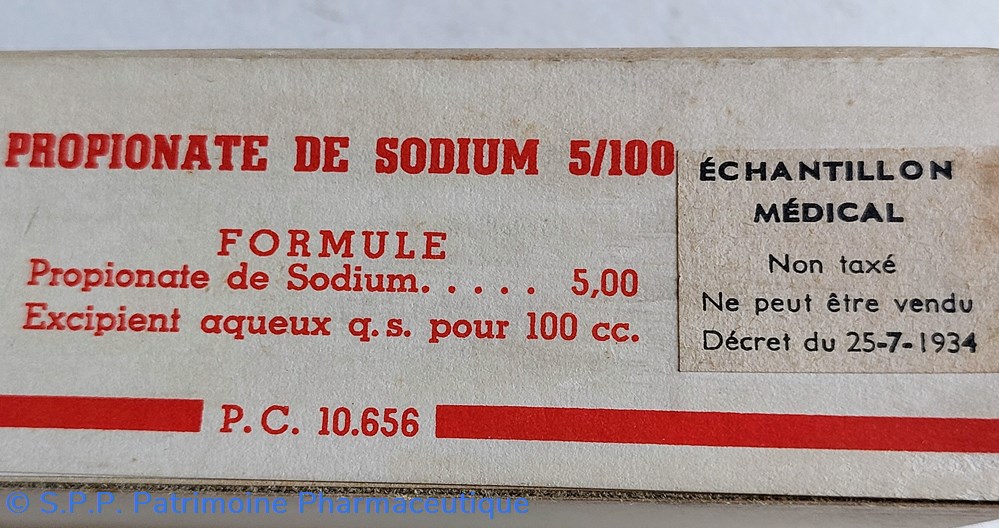 PROPIONATE DE SODIUM 5/100
FORMULE
Propionate de Sodium. . . . . 5,00
Excipient aqueux q.s. pour 100 cc.
P.C. 10.656
ÉCHANTILLON
MÉDICAL
Non taxé
Ne peut être vendu
Décret du 25-7-1934
© S.P.P. Patrimoine Pharmaceutique